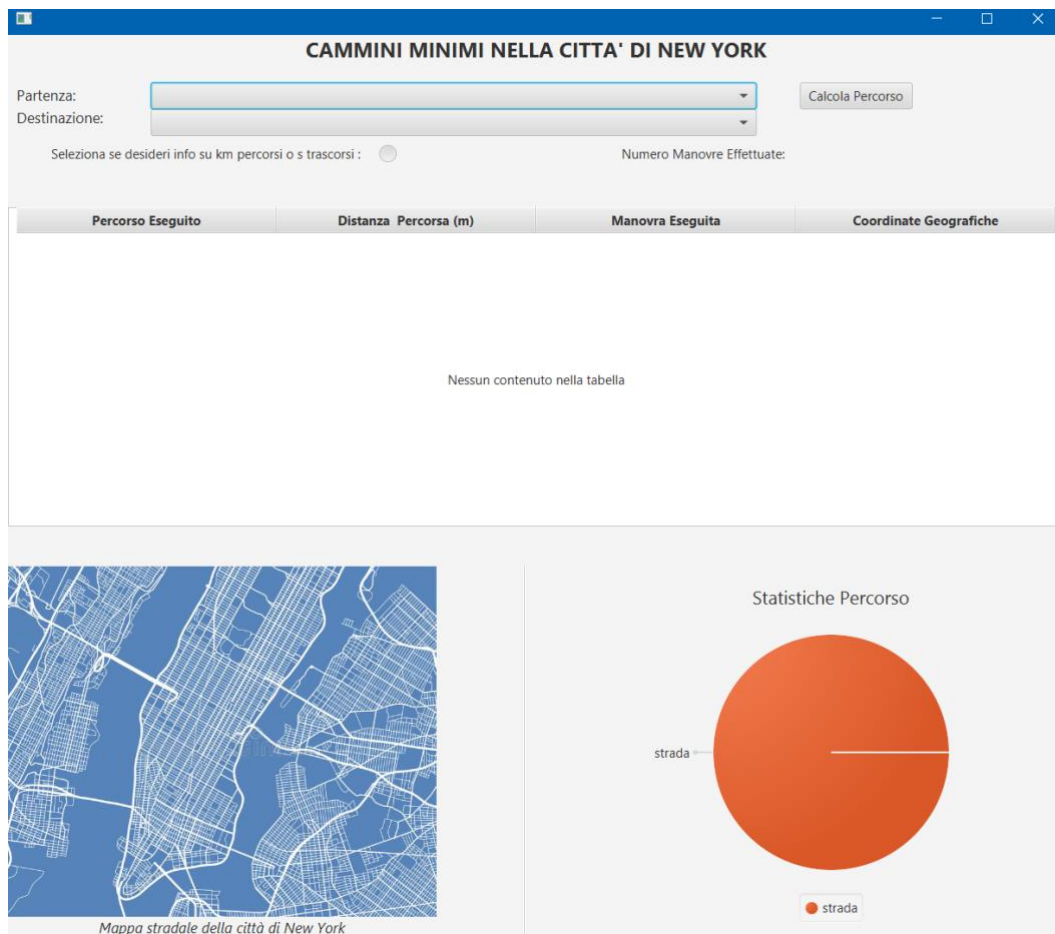 CAMMINI MINIMI NELLA CITTA' DI NEW YORK
Partenza:
Calcola Percorso
Destinazione:
Seleziona se desideri info su km percorsi o s trascorsi :
Numero Manovre Effettuate:
Percorso Eseguito
Distanza Percorsa (m)
Manovra Eseguita
Coordinate Geografiche
Nessun contenuto nella tabella
Mappa stradale della città di New York
Statistiche Percorso
strada
strada